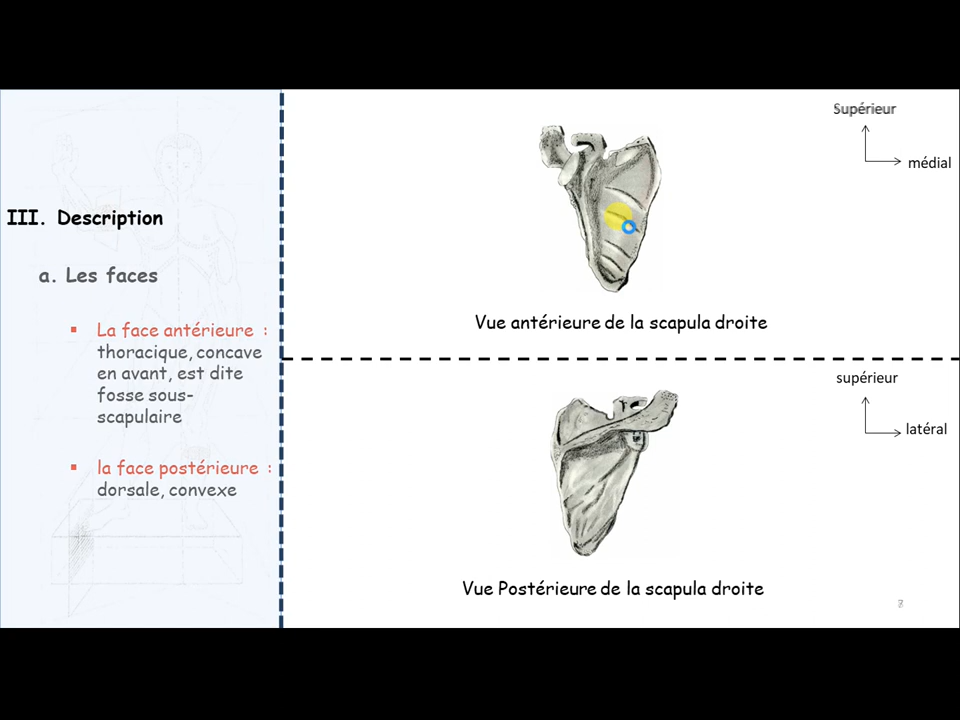 III. Description
a. Les faces
▪ La face antérieure :
thoracique, concave
en avant, est dite
fosse sous-
scapulaire
▪ la face postérieure :
dorsale, convexe
Supérieur
médial
Vue antérieure de la scapula droite
supérieur
latéral
Vue Postérieure de la scapula droite